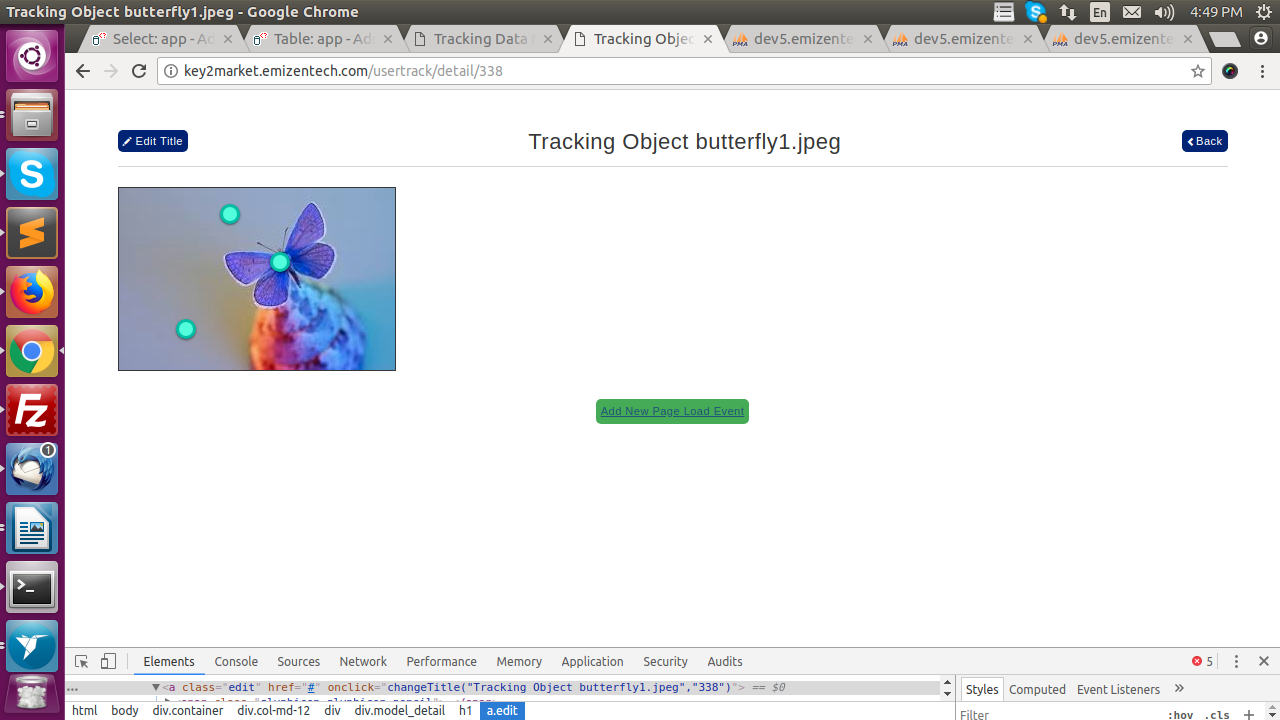 Tracking Object butterfly1.jpeg - Google Chrome
En
4:49 PM
Select: app - Ad
Table: app - Adm
Tracking Data M
Tracking Objec
dev5.emizente
dev5.emizente
dev5.emizente
key2market.emizentech.com/usertrack/detail/338
Edit Title
Tracking Object butterfly1.jpeg
Back
Add New Page Load Event
Elements
Console
Sources
Network
Performance
Memory
Application
Security
Audits
5
<a class="edit" href="#" onclick="changeTitle("Tracking Object butterfly1.jpeg","338")"> == $0
Styles
Computed
Event Listeners
html
body
div.container
div.col-md-12
div
div.model_detail
h1
a.edit
Filter
:hov
.cls
1